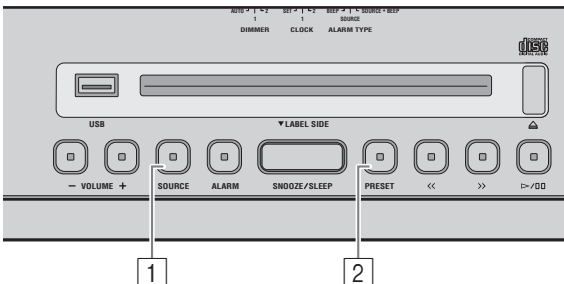 AUTO 1 2 SET 1 2 BEEP SOURCE + BEEP
1 1 SOURCE
DIMMER CLOCK ALARM TYPE
COMPACT
disc
DIGITAL AUDIO
USB ▼LABEL SIDE
− VOLUME + SOURCE ALARM SNOOZE/SLEEP PRESET << >> ▷/▯▯
1 2